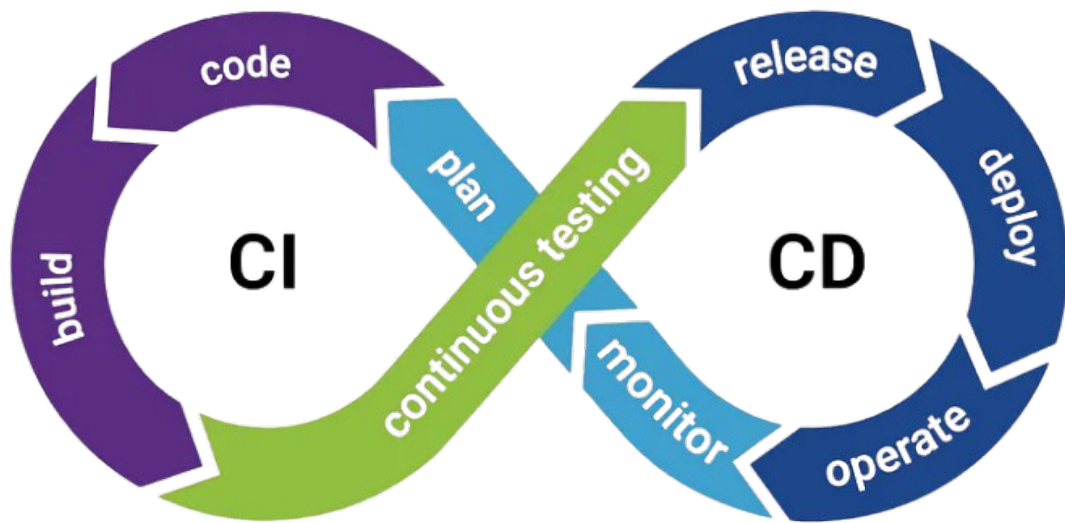 code
release
plan
continuous testing
deploy
build
CI
CD
monitor
operate